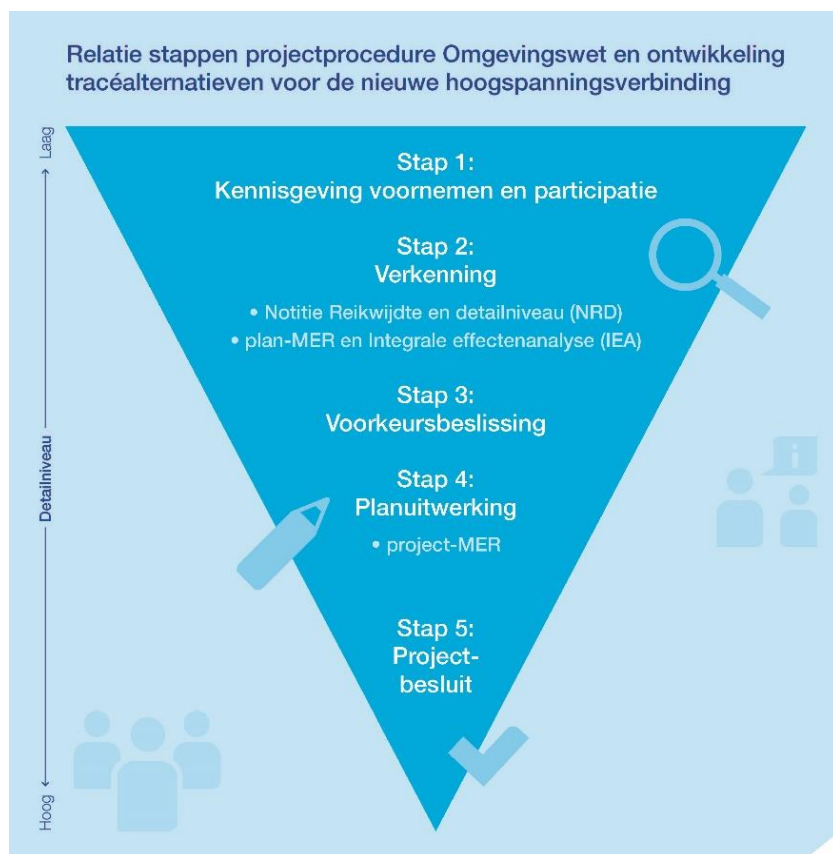 Relatie stappen projectprocedure Omgevingswet en ontwikkeling
tracéalternatieven voor de nieuwe hoogspanningsverbinding
Laag
Detailniveau
Hoog
Stap 1:
Kennisgeving voornemen en participatie
Stap 2:
Verkenning
• Notitie Reikwijdte en detailniveau (NRD)
• plan-MER en Integrale effectenanalyse (IEA)
Stap 3:
Voorkeursbeslissing
Stap 4:
Planuitwerking
• project-MER
Stap 5:
Project-
besluit
i